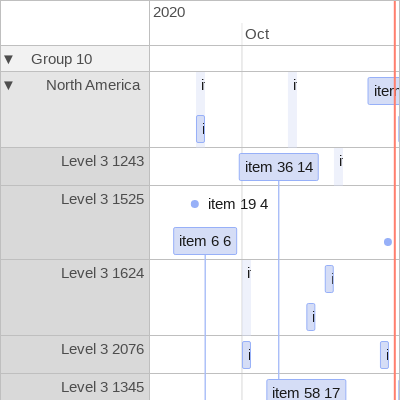 2020
Oct
▼ Group 10
▼ North America
Level 3 1243
item 36 14
Level 3 1525
item 19 4
item 6 6
Level 3 1624
Level 3 2076
Level 3 1345
item 58 17